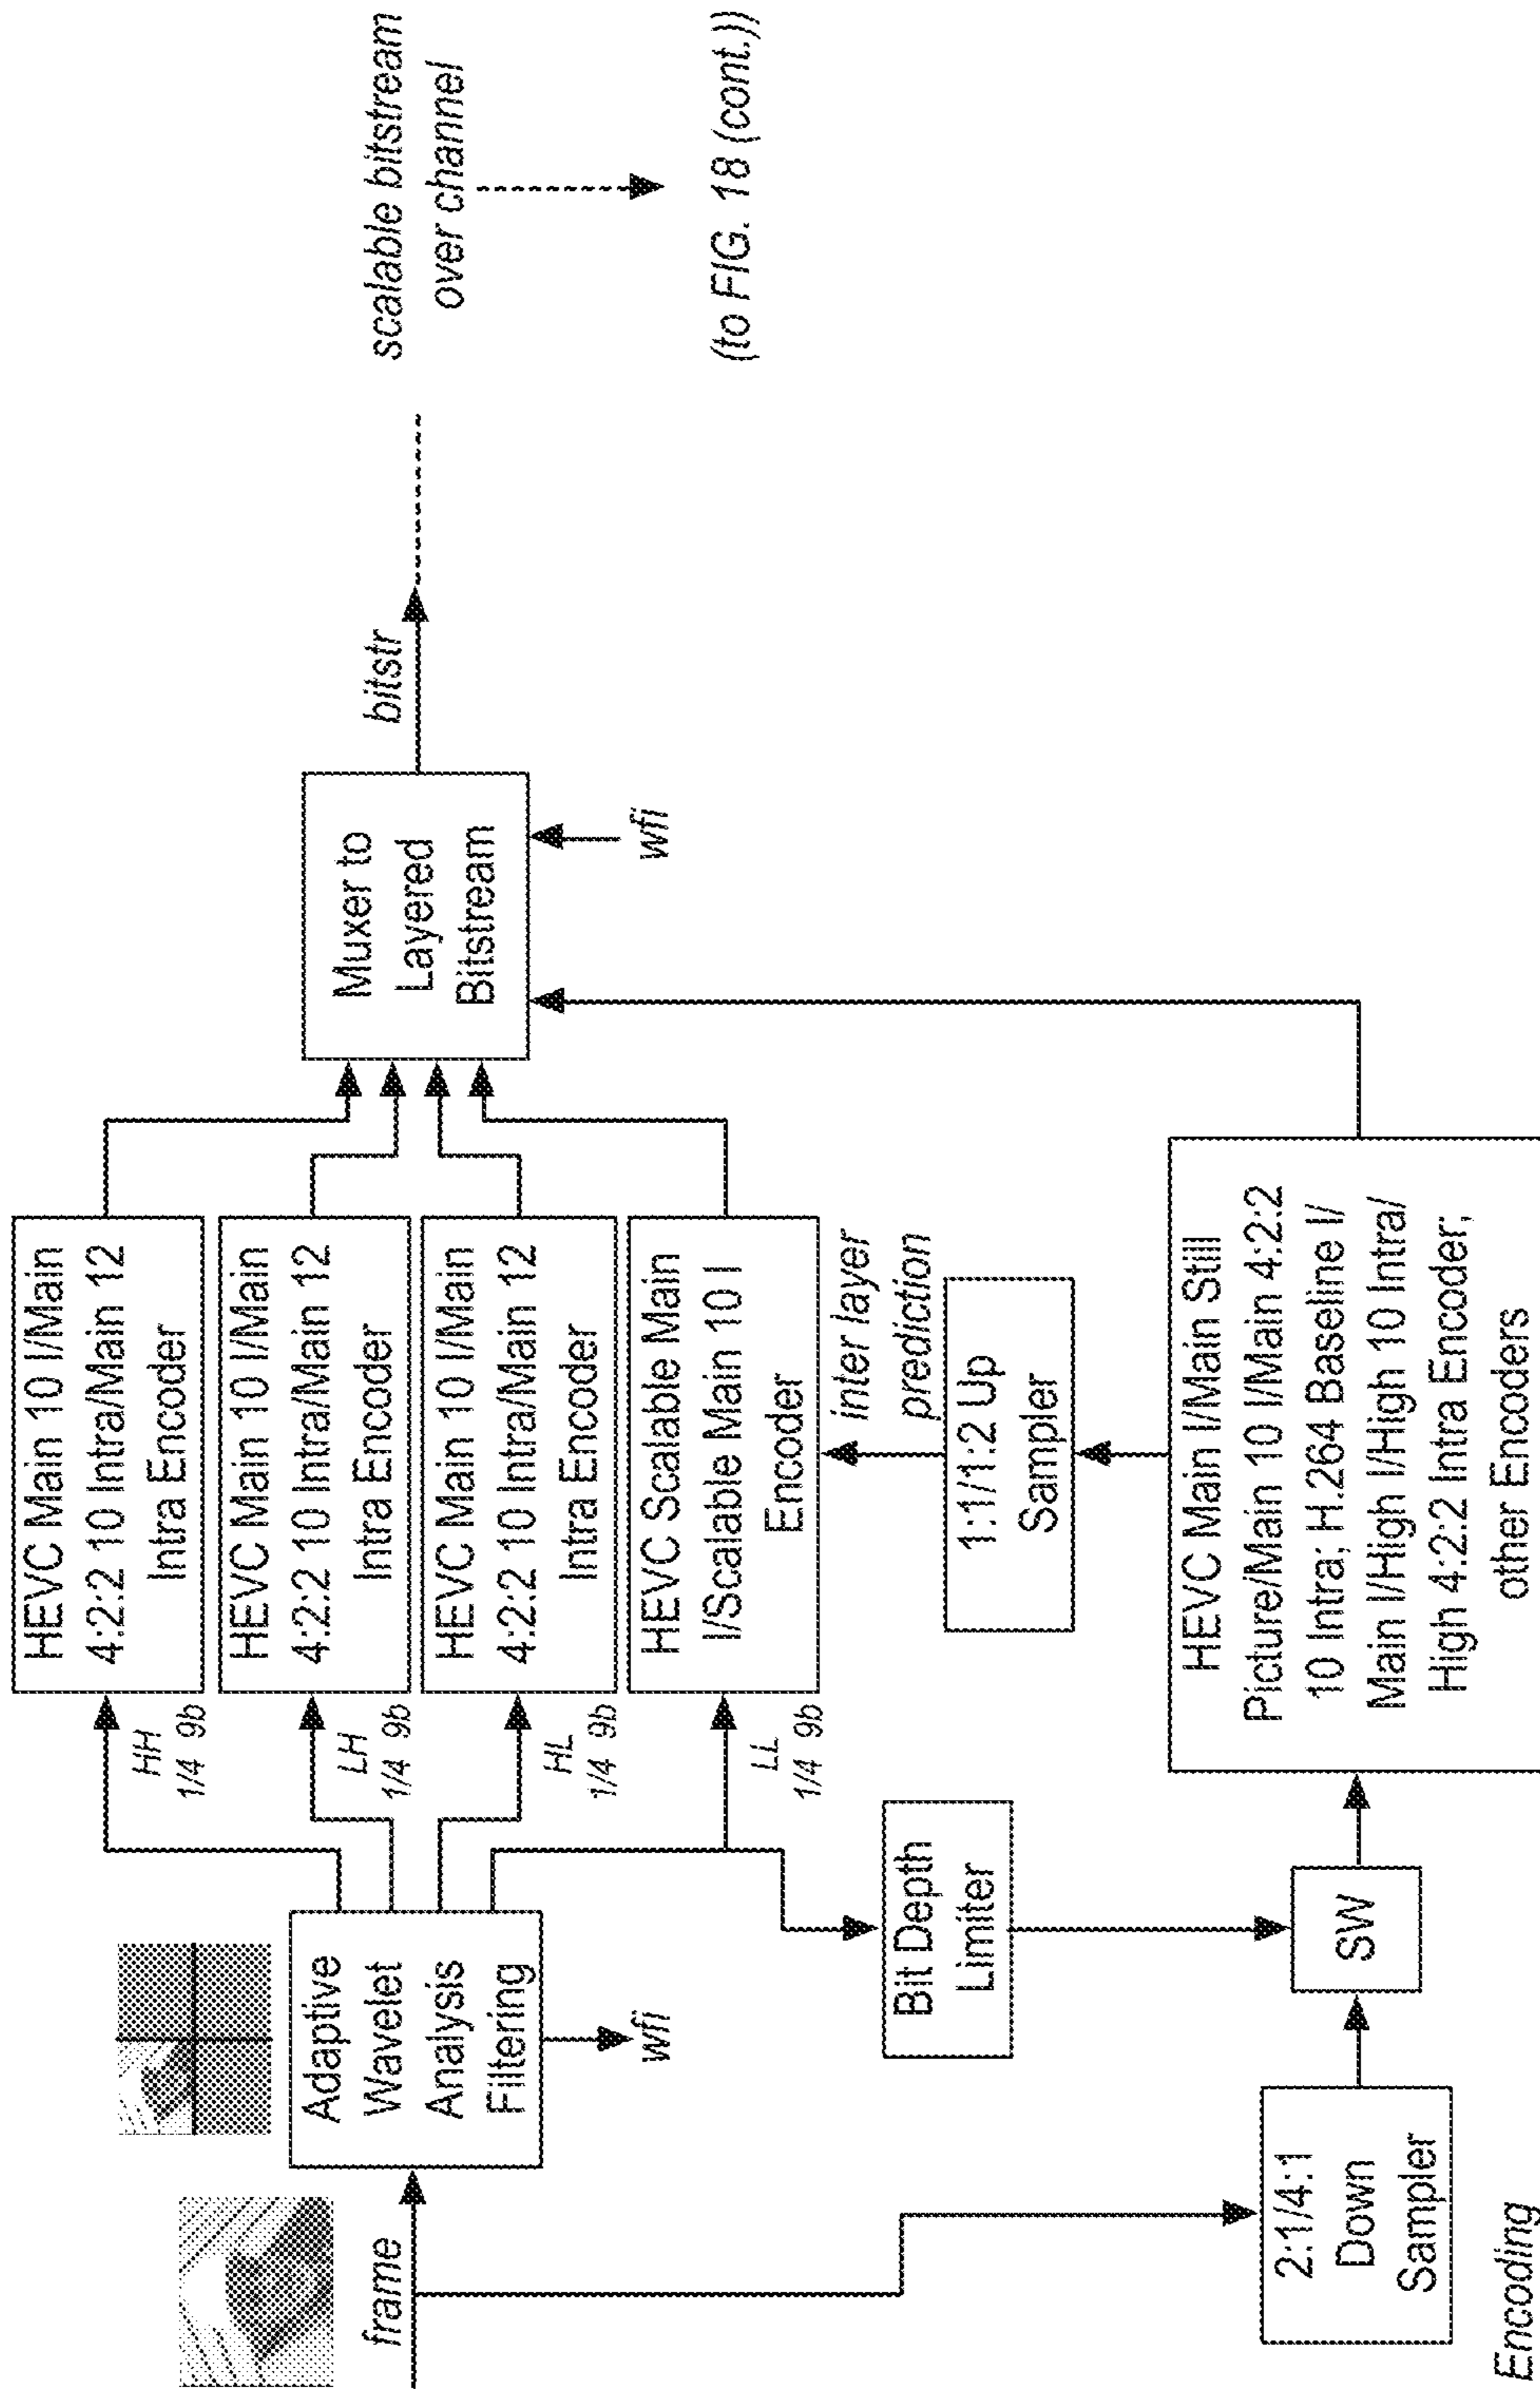 frame
Adaptive
Wavelet
Analysis
Filtering
wfi
HH
1/4 9b
LH
1/4 9b
HL
1/4 9b
LL
1/4 9b
HEVC Main 10 I/Main
4:2:2 10 Intra/Main 12
Intra Encoder
HEVC Main 10 I/Main
4:2:2 10 Intra/Main 12
Intra Encoder
HEVC Main 10 I/Main
4:2:2 10 Intra/Main 12
Intra Encoder
HEVC Scalable Main
I/Scalable Main 10 I
Encoder
inter layer
prediction
Muxer to
Layered
Bitstream
wfi
bitstr
scalable bitstream
over channel
(to FIG. 18 (cont.))
Bit Depth
Limiter
1:1/1:2 Up
Sampler
2:1/4:1
Down
Sampler
SW
HEVC Main I/Main Still
Picture/Main 10 I/Main 4:2:2
10 Intra; H.264 Baseline I/
Main I/High I/High 10 Intra/
High 4:2:2 Intra Encoder;
other Encoders
Encoding